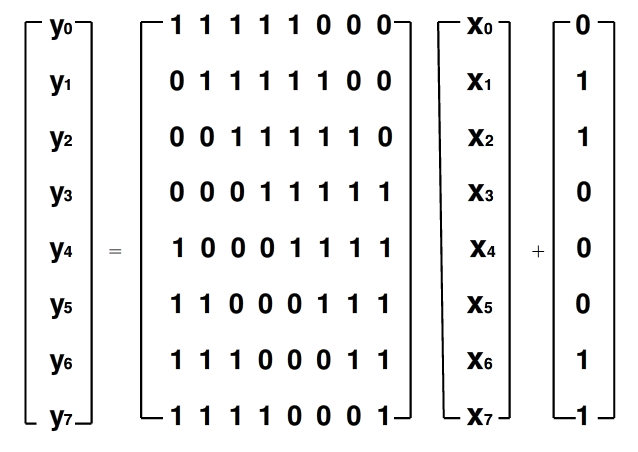 y0 1 1 1 1 1 0 0 0 x0 0
y1 0 1 1 1 1 1 0 0 x1 1
y2 0 0 1 1 1 1 1 0 x2 1
y3 0 0 0 1 1 1 1 1 x3 0
y4 = 1 0 0 0 1 1 1 1 x4 + 0
y5 1 1 0 0 0 1 1 1 x5 0
y6 1 1 1 0 0 0 1 1 x6 1
y7 1 1 1 1 0 0 0 1 x7 1